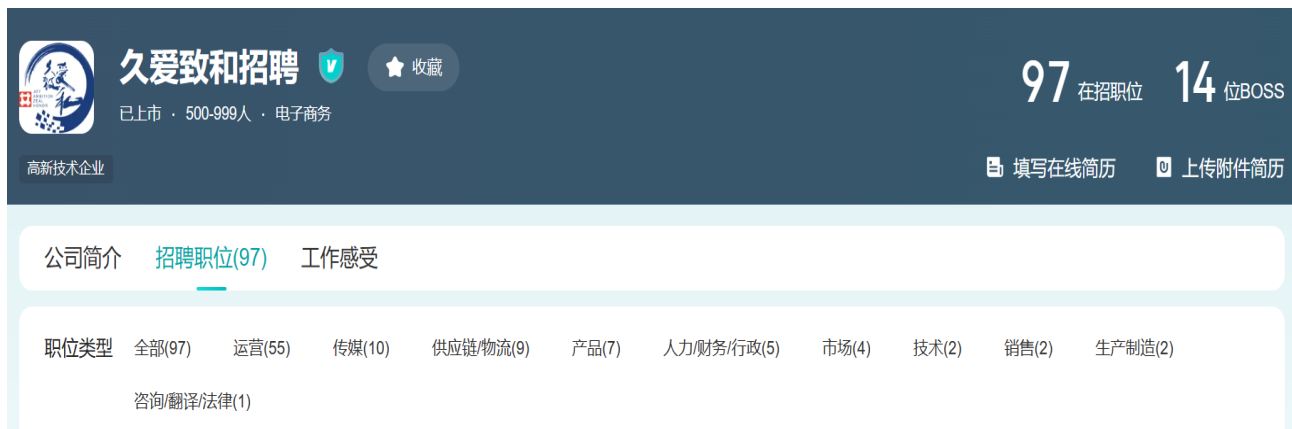 久爱致和招聘
收藏
已上市 · 500-999人 · 电子商务
高新技术企业
97 在招职位 14 位BOSS
填写在线简历 上传附件简历
公司简介 招聘职位(97) 工作感受
职位类型 全部(97) 运营(55) 传媒(10) 供应链/物流(9) 产品(7) 人力/财务/行政(5) 市场(4) 技术(2) 销售(2) 生产制造(2)
咨询/翻译/法律(1)